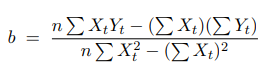 b = \frac{n \sum X_t Y_t - (\sum X_t)(\sum Y_t)}{n \sum X_t^2 - (\sum X_t)^2}